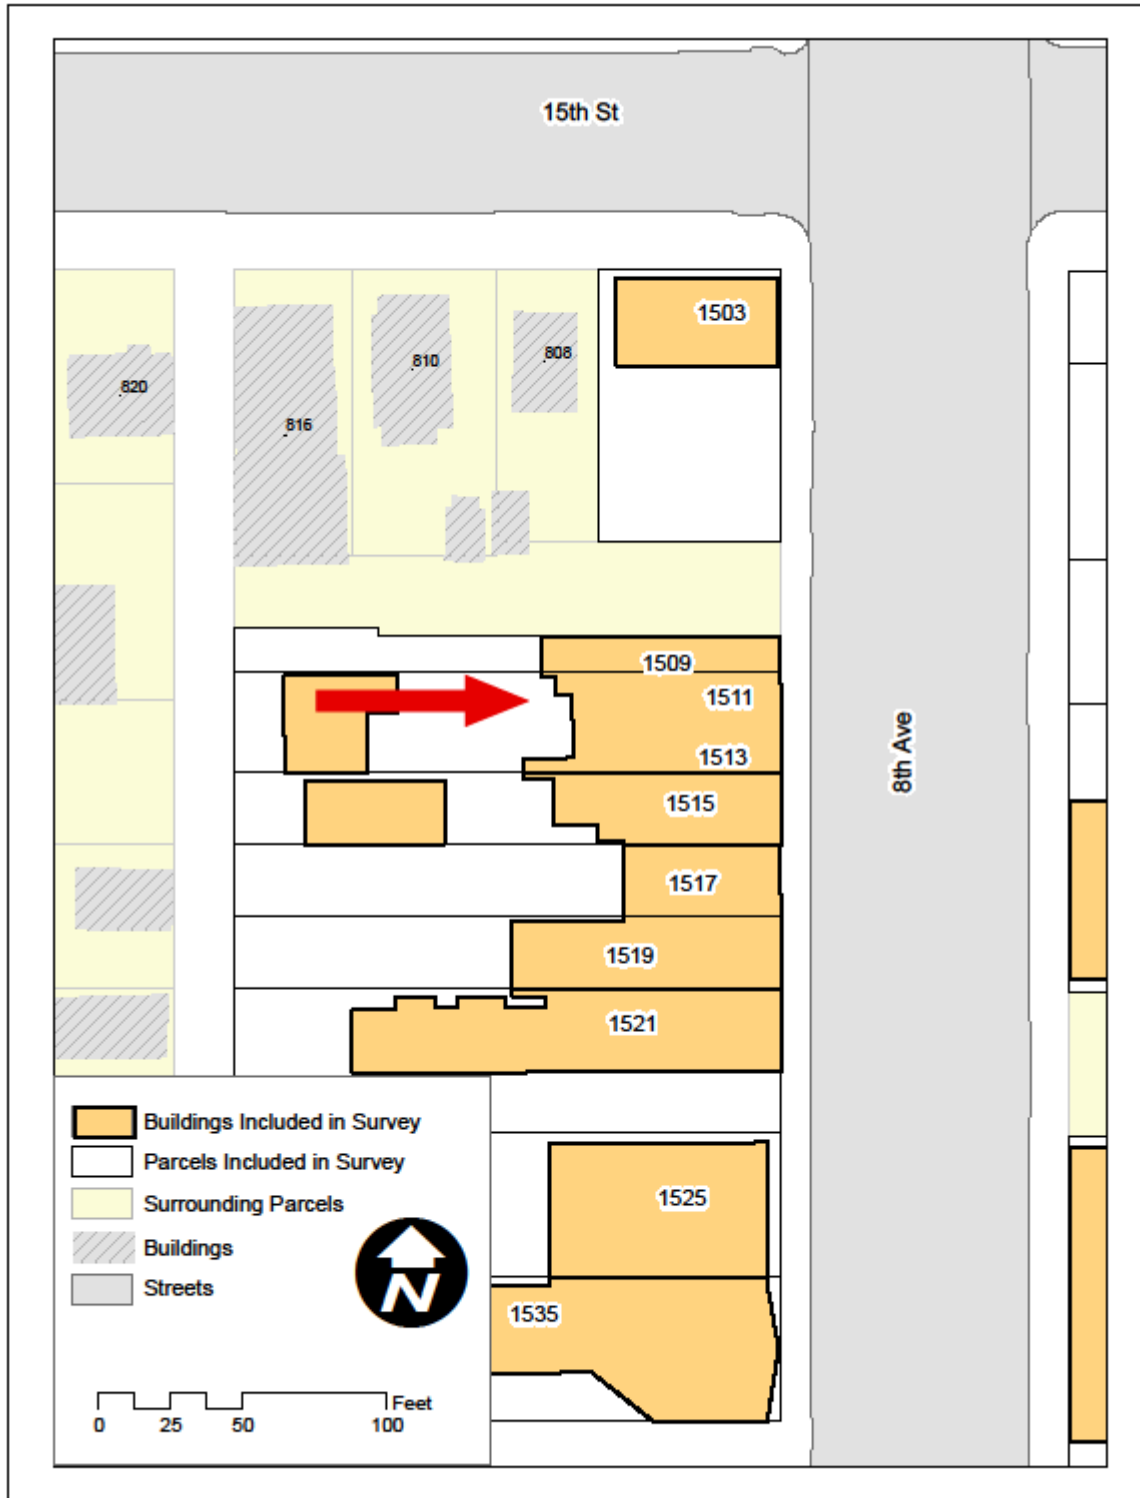 15th St
1503
808
810
820
816
1509
1511
8th Ave
1513
1515
1517
1519
1521
Buildings Included in Survey
Parcels Included in Survey
1525
Surrounding Parcels
Buildings
Streets
N
1535
Feet
0 25 50 100